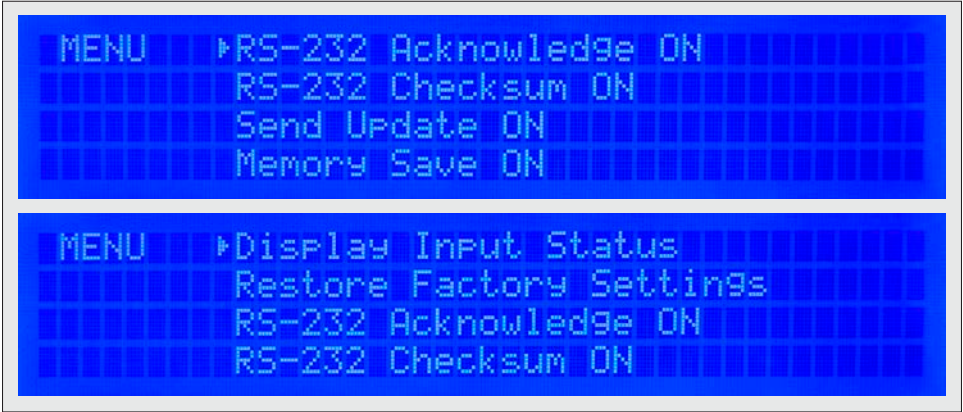 MENU ▸RS-232 Acknowledge ON
RS-232 Checksum ON
Send Update ON
Memory Save ON
MENU ▸Display Input Status
Restore Factory Settings
RS-232 Acknowledge ON
RS-232 Checksum ON